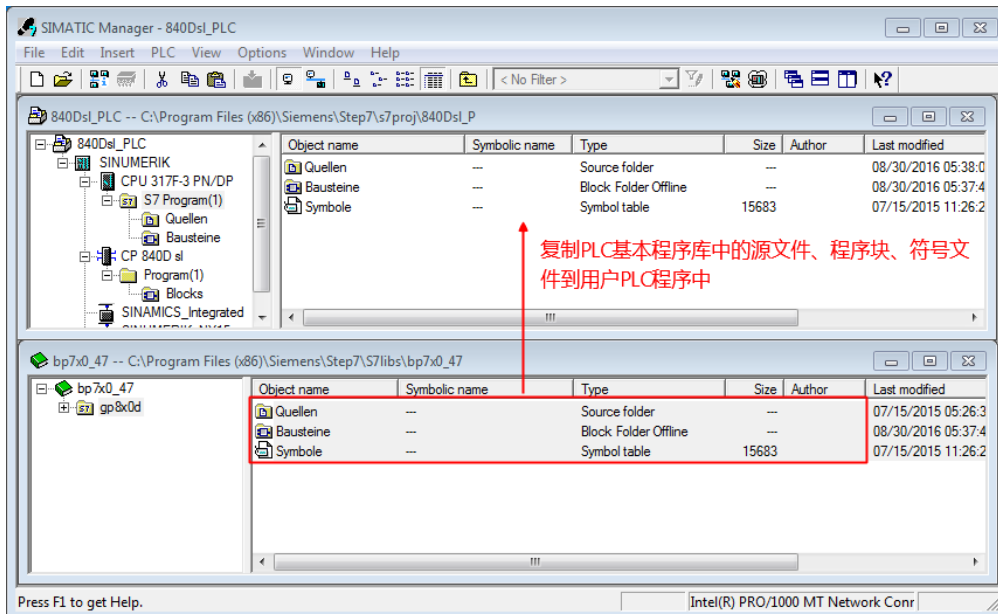 SIMATIC Manager - 840Dsl_PLC
File Edit Insert PLC View Options Window Help
< No Filter >
840Dsl_PLC -- C:\Program Files (x86)\Siemens\Step7\s7proj\840Dsl_P
840Dsl_PLC
SINUMERIK
CPU 317F-3 PN/DP
S7 Program(1)
Quellen
Bausteine
CP 840D sl
Program(1)
Blocks
SINAMICS_Integrated
Object name Symbolic name Type Size Author Last modified
Quellen --- Source folder --- 08/30/2016 05:38:0
Bausteine --- Block Folder Offline --- 08/30/2016 05:37:4
Symbole --- Symbol table 15683 07/15/2015 11:26:2
复制PLC基本程序库中的源文件、程序块、符号文
件到用户PLC程序中
bp7x0_47 -- C:\Program Files (x86)\Siemens\Step7\S7libs\bp7x0_47
bp7x0_47
gp8x0d
Object name Symbolic name Type Size Author Last modified
Quellen --- Source folder --- 07/15/2015 05:26:3
Bausteine --- Block Folder Offline --- 08/30/2016 05:37:4
Symbole --- Symbol table 15683 07/15/2015 11:26:2
Press F1 to get Help.
Intel(R) PRO/1000 MT Network Conr